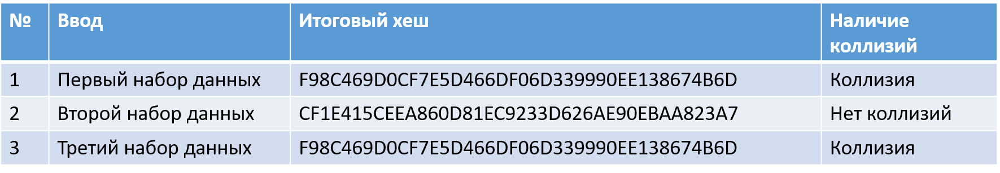 № Ввод Итоговый хеш Наличие коллизий
1 Первый набор данных F98C469D0CF7E5D466DF06D339990EE138674B6D Коллизия
2 Второй набор данных CF1E415CEEA860D81EC9233D626AE90EBAA823A7 Нет коллизий
3 Третий набор данных F98C469D0CF7E5D466DF06D339990EE138674B6D Коллизия